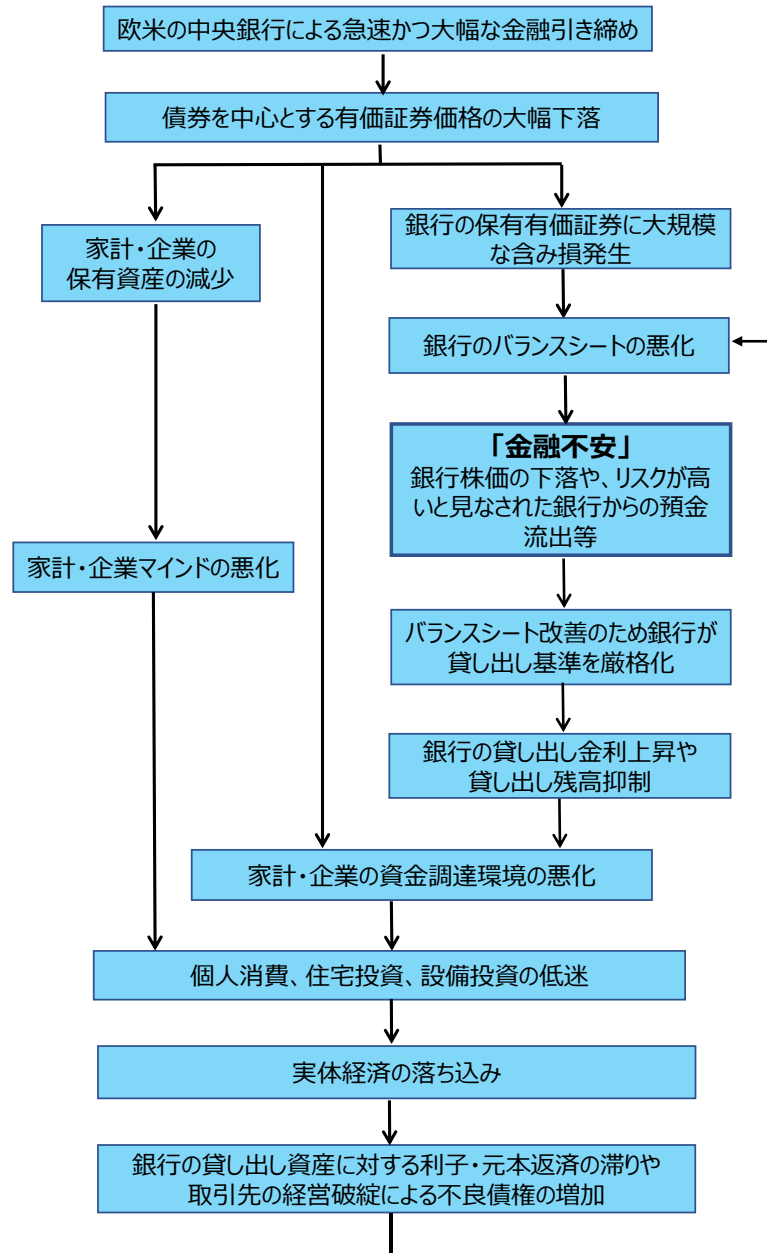 欧米の中央銀行による急速かつ大幅な金融引き締め
債券を中心とする有価証券価格の大幅下落
家計・企業の
保有資産の減少
銀行の保有有価証券に大規模
な含み損発生
銀行のバランスシートの悪化
「金融不安」
銀行株価の下落や、リスクが高
いと見なされた銀行からの預金
流出等
家計・企業マインドの悪化
バランスシート改善のため銀行が
貸し出し基準を厳格化
銀行の貸し出し金利上昇や
貸し出し残高抑制
家計・企業の資金調達環境の悪化
個人消費、住宅投資、設備投資の低迷
実体経済の落ち込み
銀行の貸し出し資産に対する利子・元本返済の滞りや
取引先の経営破綻による不良債権の増加